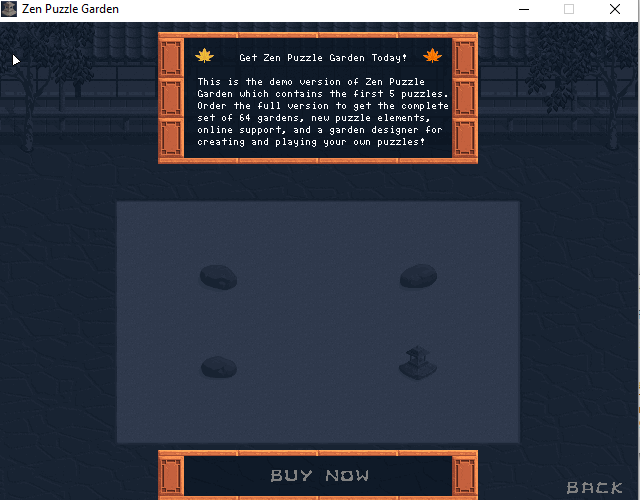 Zen Puzzle Garden
Get Zen Puzzle Garden Today!
This is the demo version of Zen Puzzle
Garden which contains the first 5 puzzles.
Order the full version to get the complete
set of 64 gardens, new puzzle elements,
online support, and a garden designer for
creating and playing your own puzzles!
BUY NOW
BACK